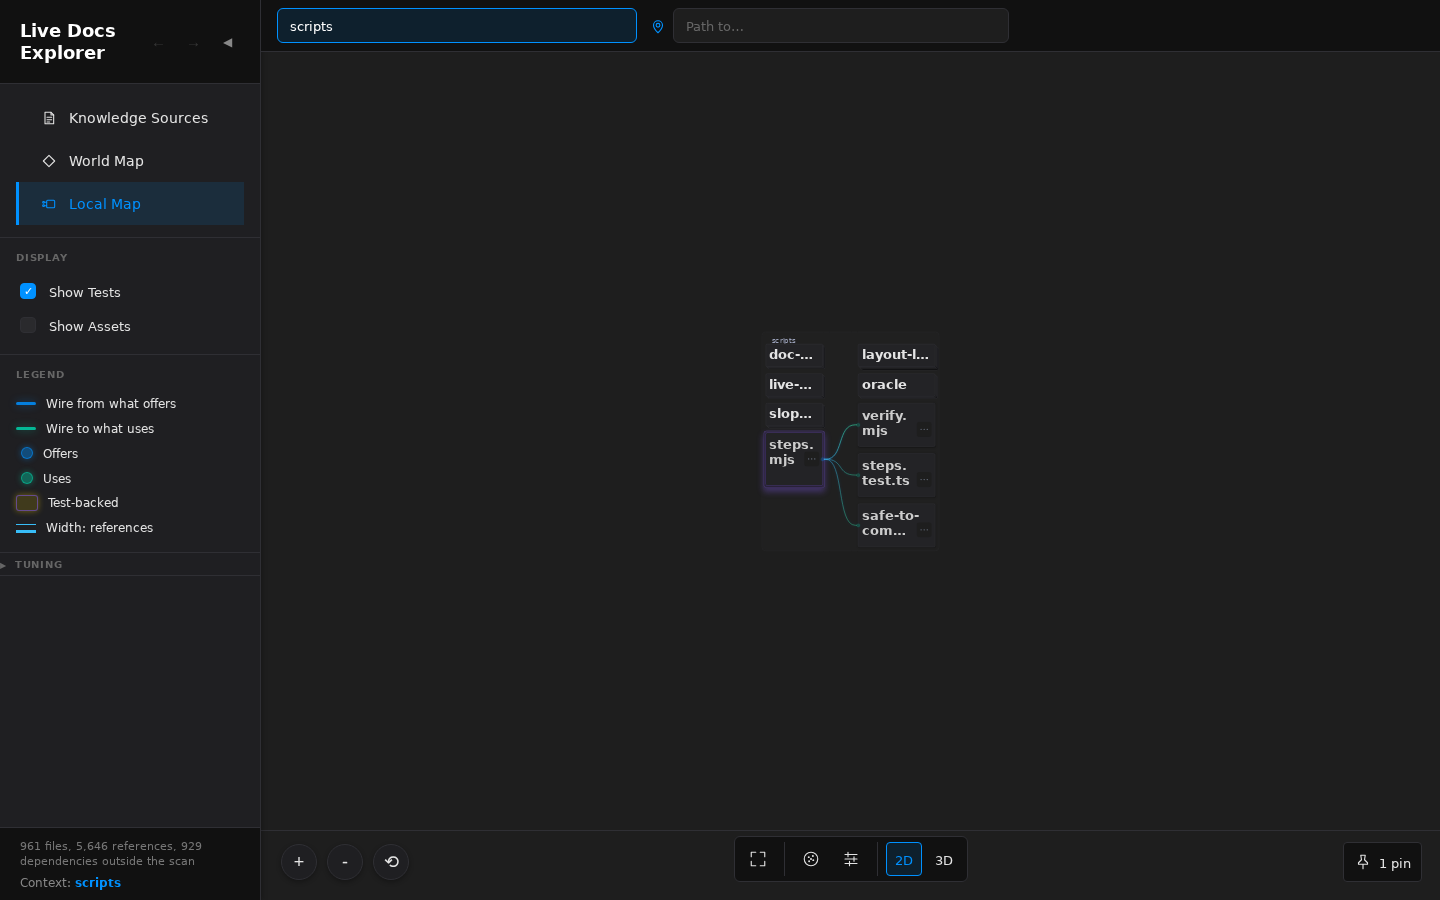 Live Docs
Explorer
scripts
Path to...
Knowledge Sources
World Map
Local Map
DISPLAY
Show Tests
Show Assets
LEGEND
Wire from what offers
Wire to what uses
Offers
Uses
Test-backed
Width: references
TUNING
scripts
doc-...
live-...
slop...
steps.
mjs
layout-l...
oracle
verify.
mjs
steps.
test.ts
safe-to-
com...
961 files, 5,646 references, 929
dependencies outside the scan
Context: scripts
+
-
2D
3D
1 pin